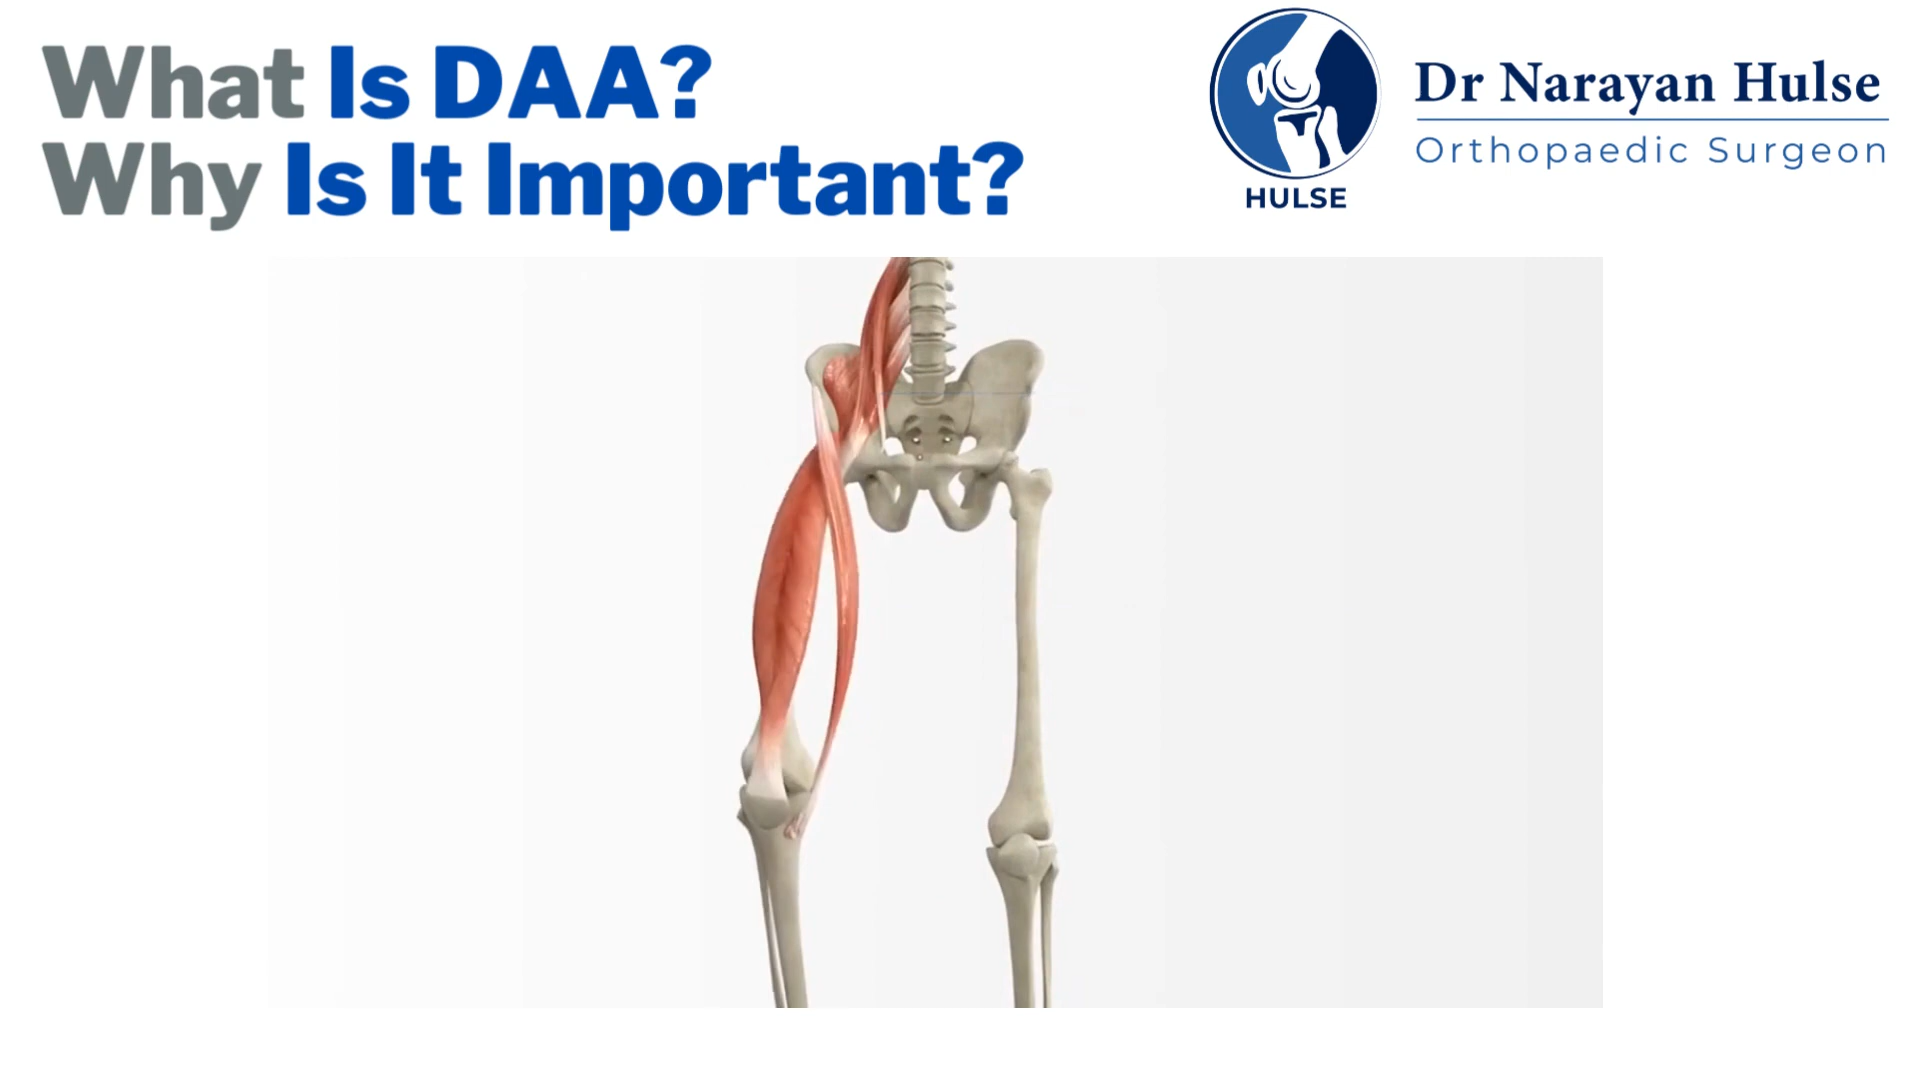 What Is DAA?
Why Is It Important?
HULSE
Dr Narayan Hulse
Orthopaedic Surgeon